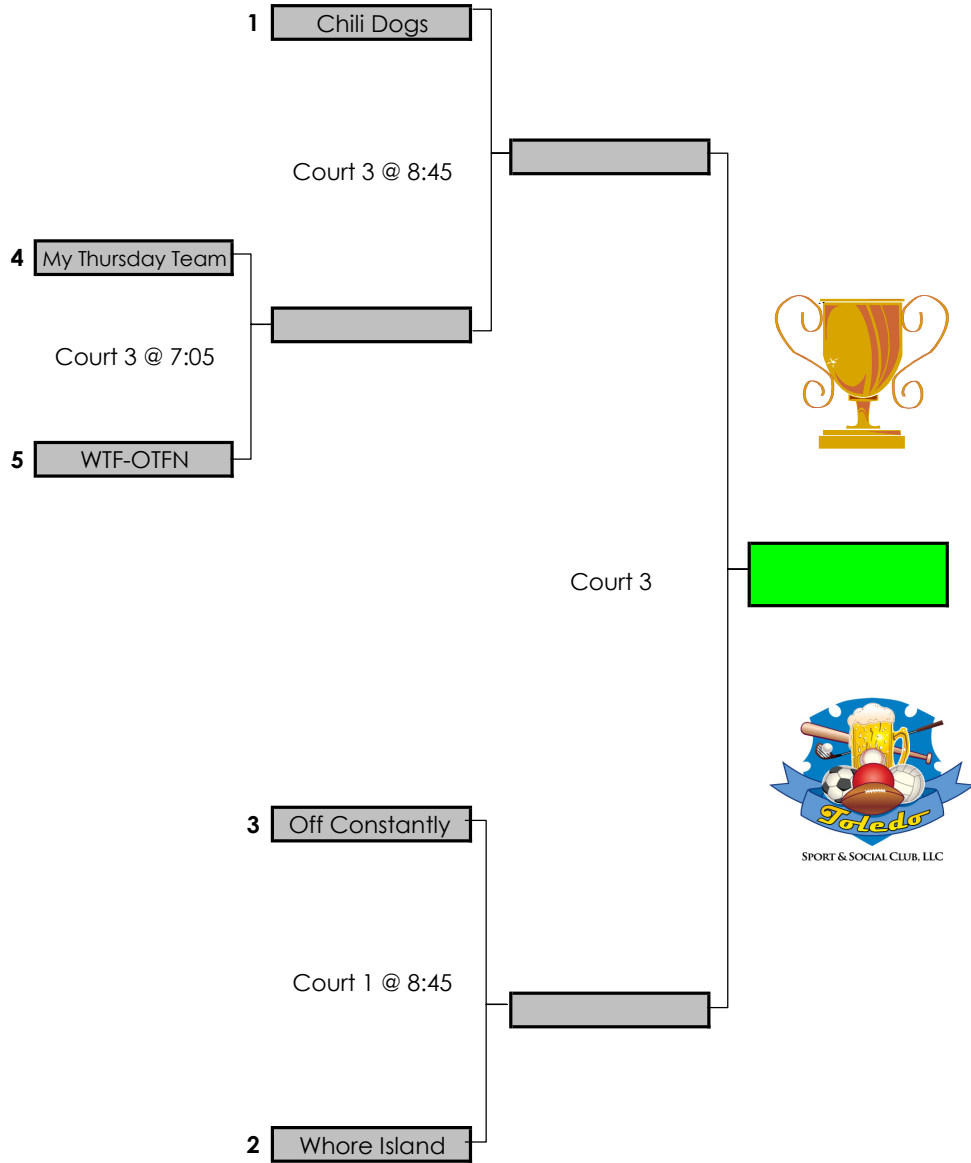 1 Chili Dogs
Court 3 @ 8:45
4 My Thursday Team
Court 3 @ 7:05
5 WTF-OTFN
Court 3
3 Off Constantly
Toledo
SPORT & SOCIAL CLUB, LLC
Court 1 @ 8:45
2 Whore Island